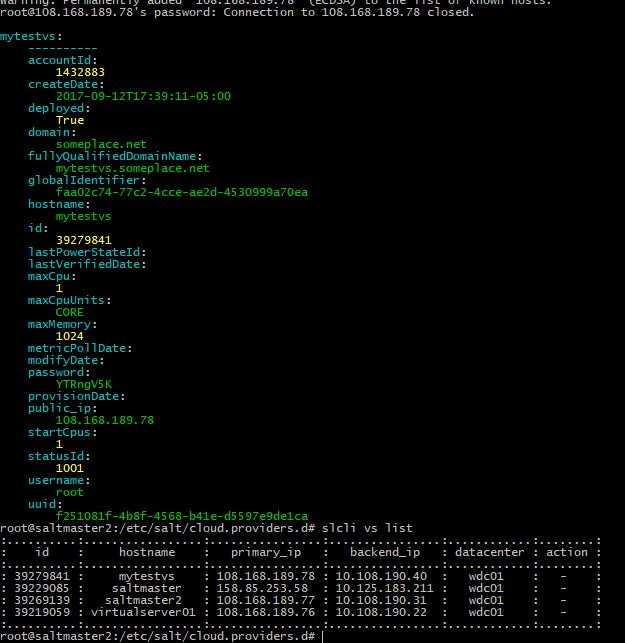 Warning: Permanently added '108.168.189.78' (ECDSA) to the list of known hosts.
root@108.168.189.78's password: Connection to 108.168.189.78 closed.
mytestvs:
----------
accountId:
1432883
createDate:
2017-09-12T17:39:11-05:00
deployed:
True
domain:
someplace.net
fullyQualifiedDomainName:
mytestvs.someplace.net
globalIdentifier:
faa02c74-77c2-4cce-ae2d-4530999a70ea
hostname:
mytestvs
id:
39279841
lastPowerStateId:
lastVerifiedDate:
maxCpu:
1
maxCpuUnits:
CORE
maxMemory:
1024
metricPollDate:
modifyDate:
password:
YTRngV5K
provisionDate:
public_ip:
108.168.189.78
startCpus:
1
statusId:
1001
username:
root
uuid:
f251081f-4b8f-4568-b41e-d5597e9de1ca
root@saltmaster2:/etc/salt/cloud.providers.d# slcli vs list
:..........:.................:................:................:............:........:
: id : hostname : primary_ip : backend_ip : datacenter : action :
:..........:.................:................:................:............:........:
: 39279841 : mytestvs : 108.168.189.78 : 10.108.190.40 : wdc01 : - :
: 39229085 : saltmaster : 158.85.253.58 : 10.125.183.211 : wdc01 : - :
: 39269139 : saltmaster2 : 108.168.189.77 : 10.108.190.31 : wdc01 : - :
: 39219059 : virtualserver01 : 108.168.189.76 : 10.108.190.22 : wdc01 : - :
:..........:.................:................:................:............:........:
root@saltmaster2:/etc/salt/cloud.providers.d#